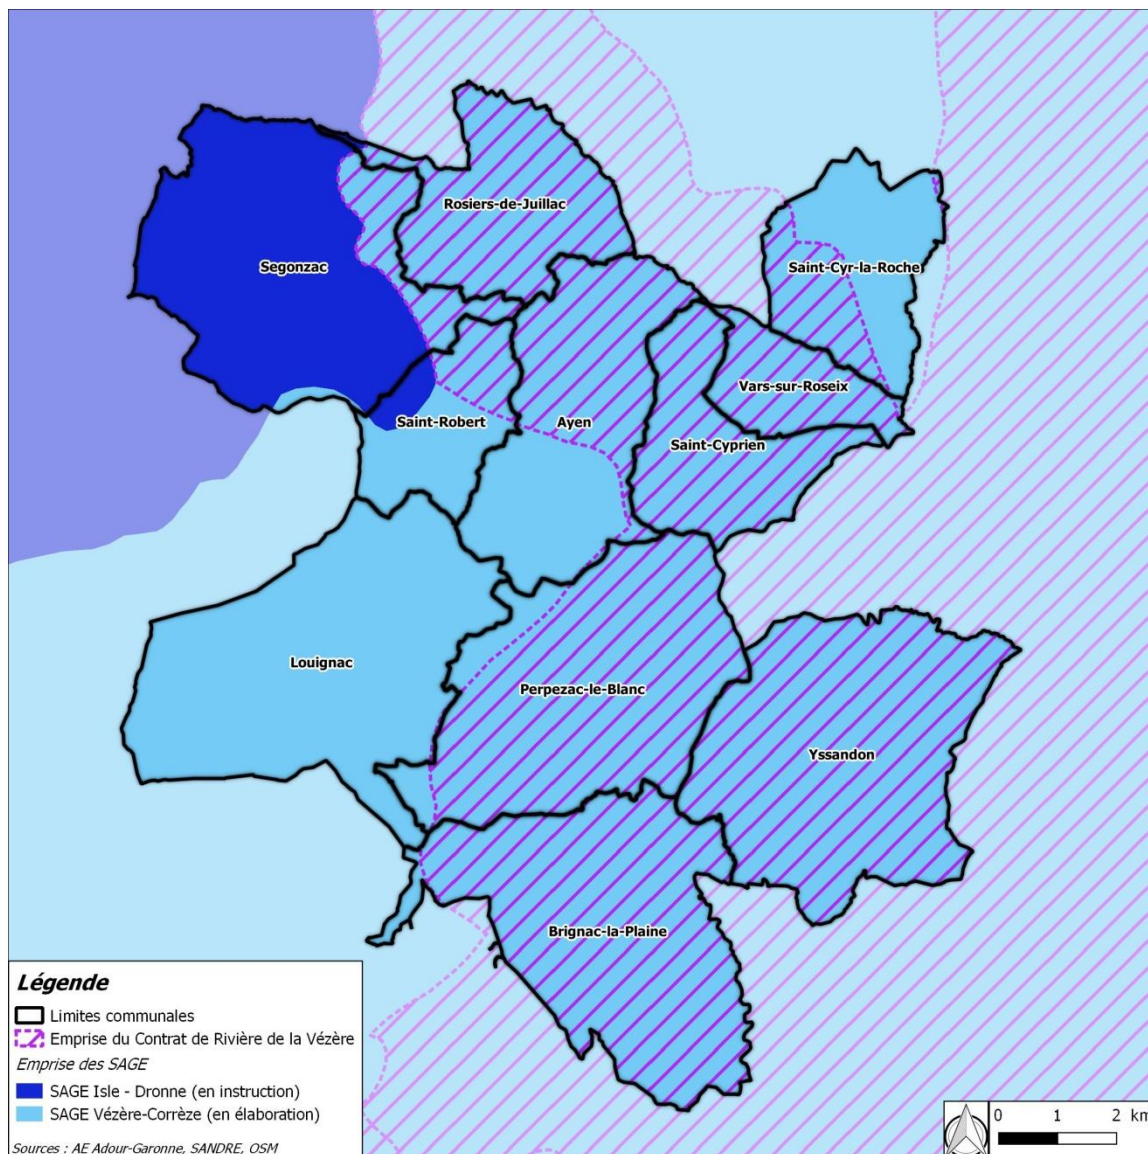 Rosiers-de-Juillac
Segonzac
Saint-Cyr-la-Roche
Vars-sur-Roseix
Saint-Robert
Ayen
Saint-Cyprien
Louignac
Perpezac-le-Blanc
Yssandon
Brignac-la-Plaine
Légende
Limites communales
Emprise du Contrat de Rivière de la Vézère
Emprise des SAGE
SAGE Isle - Dronne (en instruction)
SAGE Vézère-Corrèze (en élaboration)
Sources : AE Adour-Garonne, SANDRE, OSM
0 1 2 km